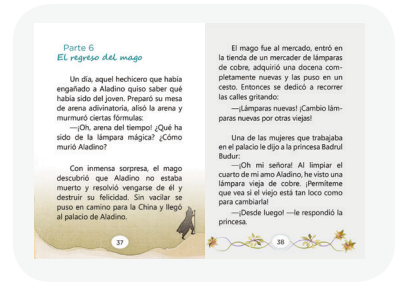 Parte 6
El regreso del mago
Un día, aquel hechicero que había
engañado a Aladino quiso saber qué
había sido del joven. Preparó su mesa
de arena adivinatoria, alisó la arena y
murmuró ciertas fórmulas:
—¡Oh, arena del tiempo! ¿Qué ha
sido de la lámpara mágica? ¿Cómo
murió Aladino?
Con inmensa sorpresa, el mago
descubrió que Aladino no estaba
muerto y resolvió vengarse de él y
destruir su felicidad. Sin vacilar se
puso en camino para la China y llegó
al palacio de Aladino.
37
El mago fue al mercado, entró en
la tienda de un mercader de lámparas
de cobre, adquirió una docena com-
pletamente nuevas y las puso en un
cesto. Entonces se dedicó a recorrer
las calles gritando:
—¡Lámparas nuevas! ¡Cambio lám-
paras nuevas por otras viejas!
Una de las mujeres que trabajaba
en el palacio le dijo a la princesa Badrul
Budur:
—¡Oh mi señora! Al limpiar el
cuarto de mi amo Aladino, he visto una
lámpara vieja de cobre. ¡Permíteme
que vea si el viejo está tan loco como
para cambiarla!
—¡Desde luego! —le respondió la
princesa.
38